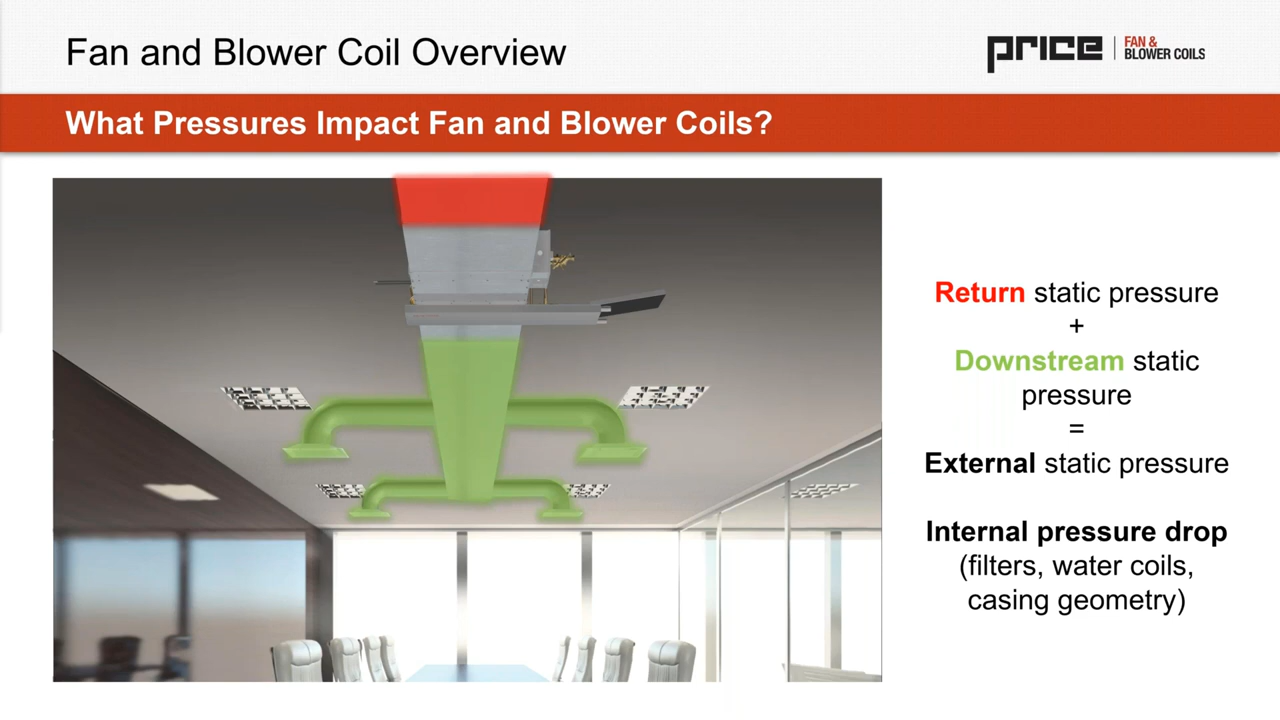 Fan and Blower Coil Overview
price
FAN &
BLOWER COILS
What Pressures Impact Fan and Blower Coils?
Return static pressure
+
Downstream static
pressure
=
External static pressure
Internal pressure drop
(filters, water coils,
casing geometry)